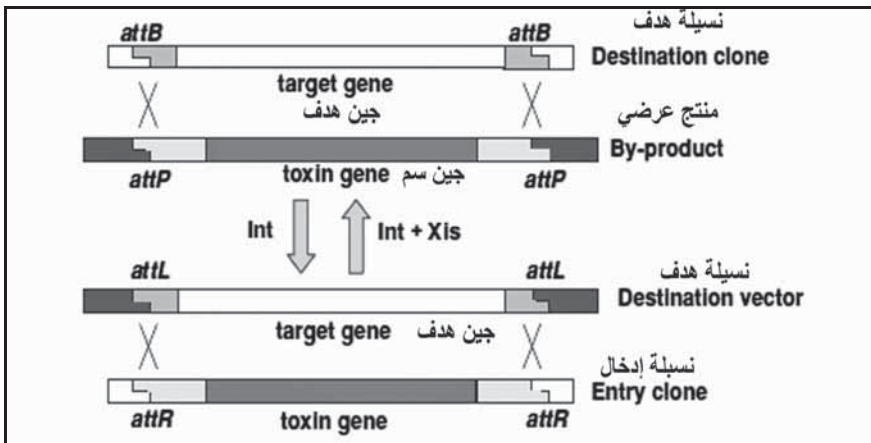 نسيلة هدف
attB attB
Destination clone
target gene
جين هدف
منتج عرضي
By-product
attP toxin gene جين سم attP
Int Int + Xis
نسيلة هدف
attL attL
Destination vector
target gene جين هدف
نسيلة إدخال
Entry clone
attR toxin gene attR